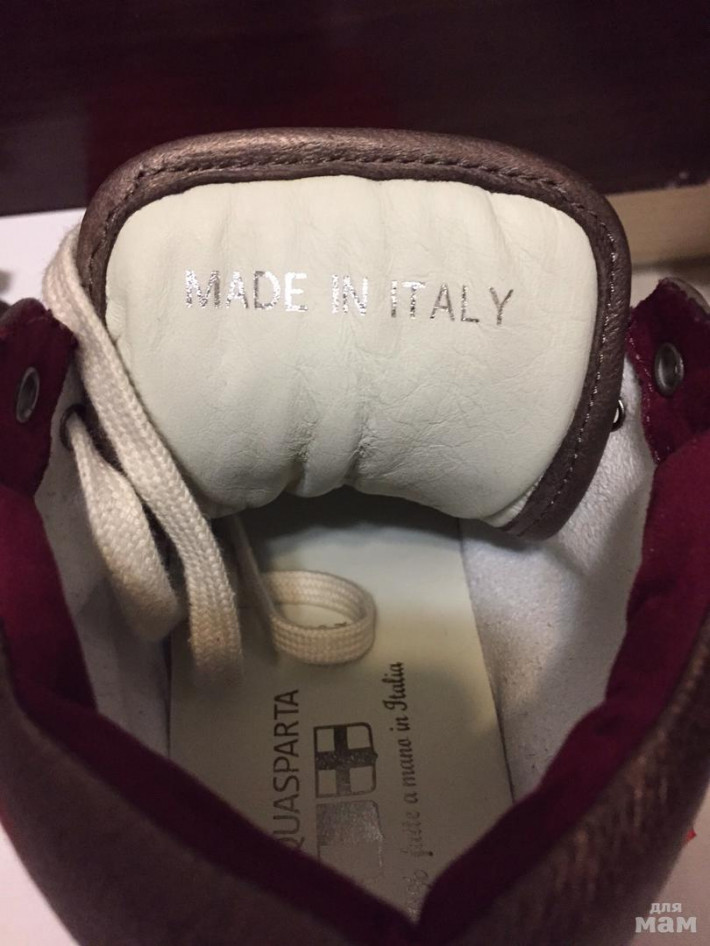 MADE IN ITALY
QUASPARTA
fatte a mano in Italia
для
мам